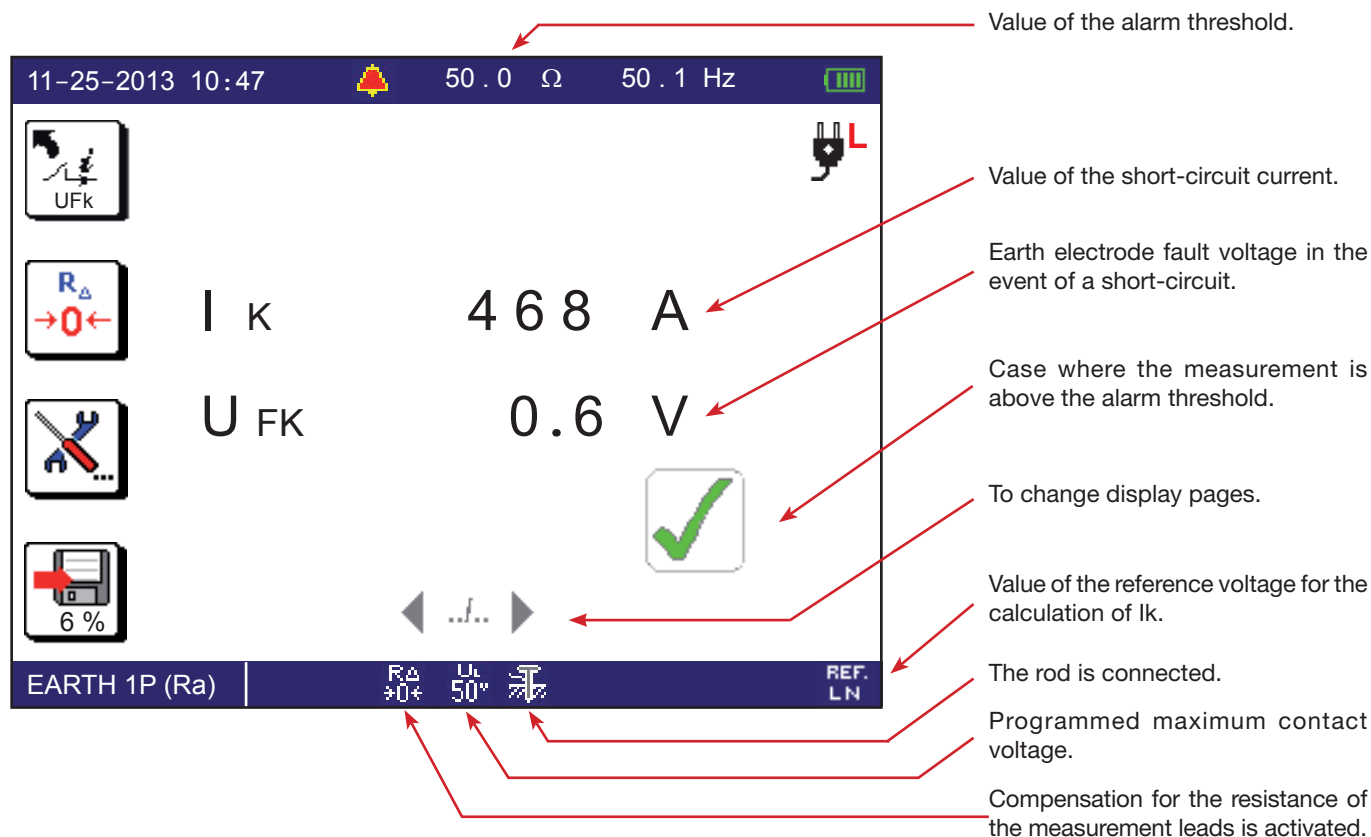 Value of the alarm threshold.
11-25-2013 10:47 50.0 Ω 50.1 Hz
L
UFk
Value of the short-circuit current.
Earth electrode fault voltage in the
event of a short-circuit.
RΔ
→0←
I K 468 A
Case where the measurement is
above the alarm threshold.
U FK 0.6 V
...
To change display pages.
Value of the reference voltage for the
calculation of Ik.
6 %
../..
The rod is connected.
EARTH 1P (Ra)
RΔ
→0←
UL
50V
REF.
LN
Programmed maximum contact
voltage.
Compensation for the resistance of
the measurement leads is activated.